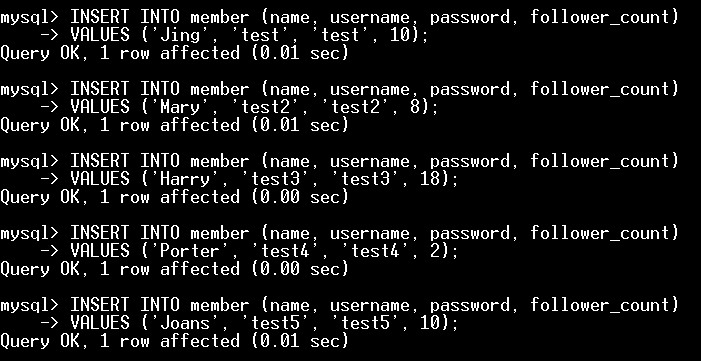 mysql> INSERT INTO member (name, username, password, follower_count)
    -> VALUES ('Jing', 'test', 'test', 10);
Query OK, 1 row affected (0.01 sec)

mysql> INSERT INTO member (name, username, password, follower_count)
    -> VALUES ('Mary', 'test2', 'test2', 8);
Query OK, 1 row affected (0.01 sec)

mysql> INSERT INTO member (name, username, password, follower_count)
    -> VALUES ('Harry', 'test3', 'test3', 18);
Query OK, 1 row affected (0.00 sec)

mysql> INSERT INTO member (name, username, password, follower_count)
    -> VALUES ('Porter', 'test4', 'test4', 2);
Query OK, 1 row affected (0.00 sec)

mysql> INSERT INTO member (name, username, password, follower_count)
    -> VALUES ('Joans', 'test5', 'test5', 10);
Query OK, 1 row affected (0.01 sec)